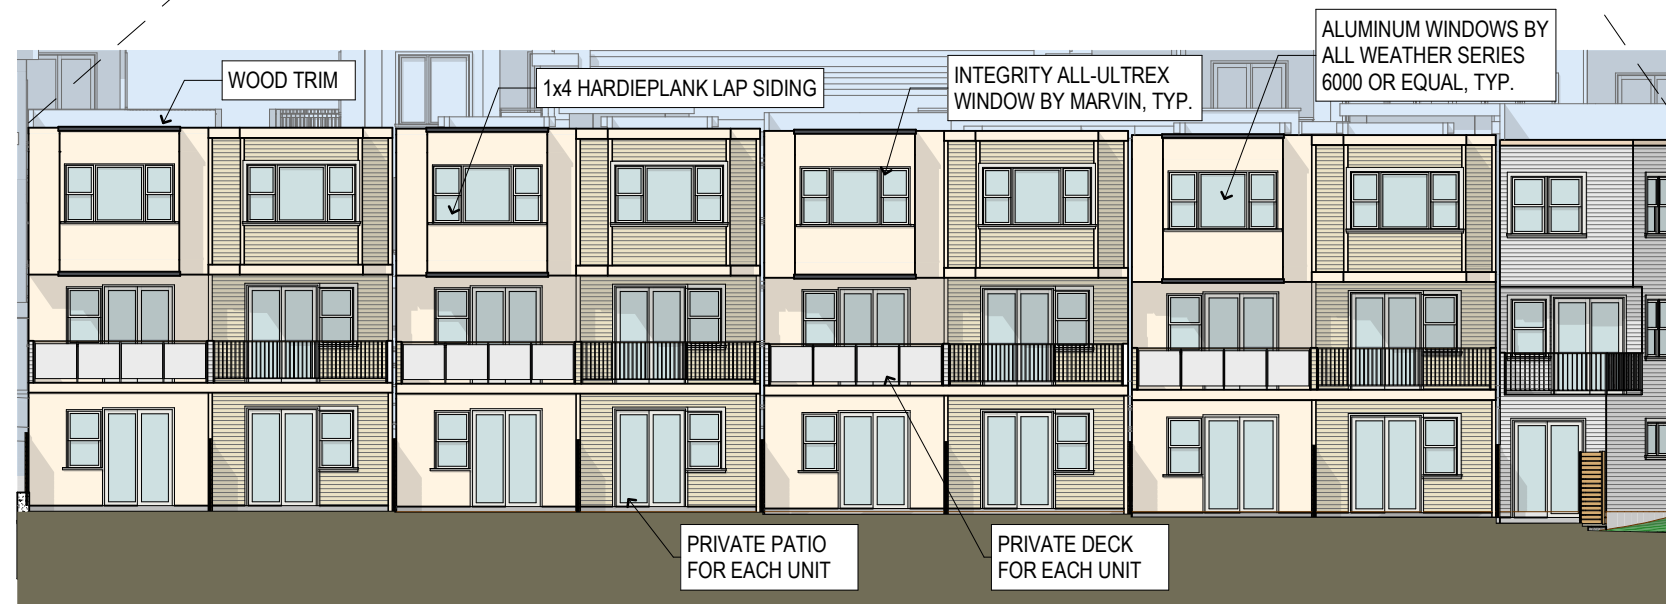 WOOD TRIM
1x4 HARDIEPLANK LAP SIDING
INTEGRITY ALL-ULTREX
WINDOW BY MARVIN, TYP.
ALUMINUM WINDOWS BY
ALL WEATHER SERIES
6000 OR EQUAL, TYP.
PRIVATE PATIO
FOR EACH UNIT
PRIVATE DECK
FOR EACH UNIT